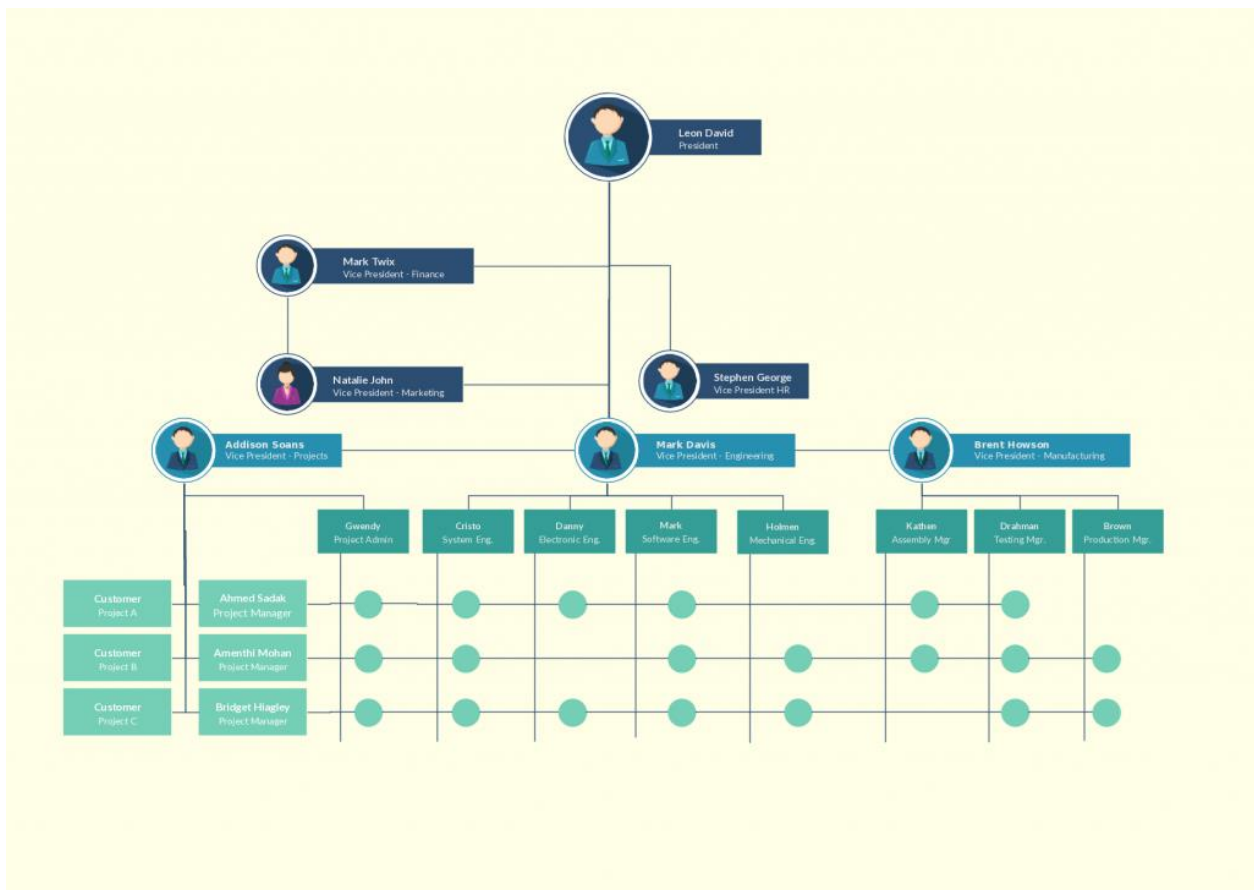 Leon David
President
Mark Twix
Vice President - Finance
Natalie John
Vice President - Marketing
Stephen George
Vice President HR
Addison Soans
Vice President - Projects
Mark Davis
Vice President - Engineering
Brent Howson
Vice President - Manufacturing
Gwendy
Project Admin
Cristo
System Eng.
Danny
Electronic Eng.
Mark
Software Eng.
Holmen
Mechanical Eng.
Kathen
Assembly Mgr
Drahman
Testing Mgr.
Brown
Production Mgr.
Customer
Project A
Ahmed Sadak
Project Manager
Customer
Project B
Amenthi Mohan
Project Manager
Customer
Project C
Bridget Hiagley
Project Manager